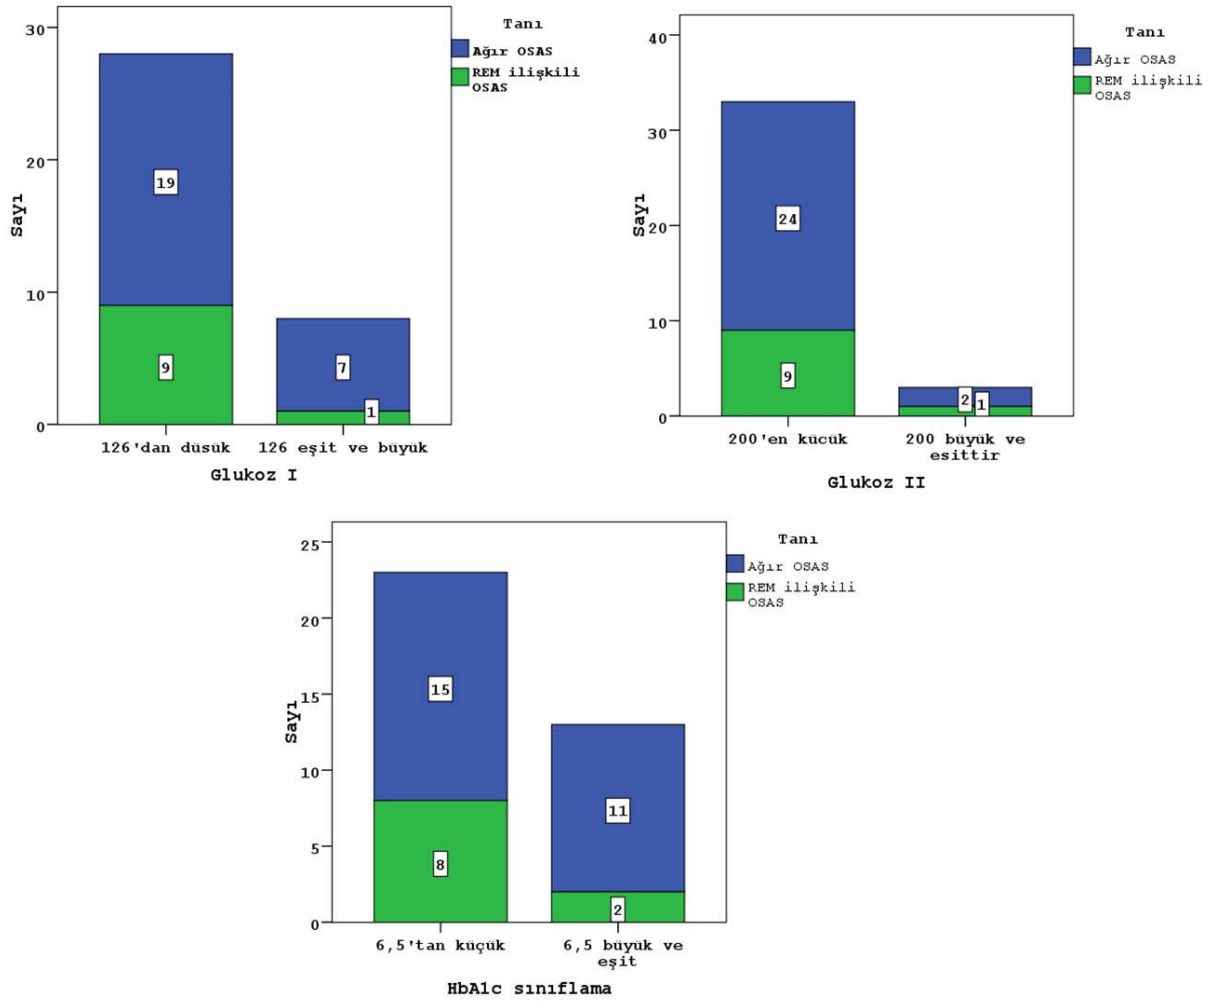 Tanı
Ağır OSAS
REM ilişkili
OSAS
30
20
10
0
Sayı
19
9
7
1
126'dan düsük
126 eşit ve büyük
Glukoz I
Tanı
Ağır OSAS
REM ilişkili
OSAS
40
30
20
10
0
Sayı
24
9
2
1
200'en kücük
200 büyük ve
esittir
Glukoz II
Tanı
Ağır OSAS
REM ilişkili
OSAS
25
20
15
10
5
0
Sayı
15
8
11
2
6,5'tan küçük
6,5 büyük ve
eşit
HbA1c sınıflama